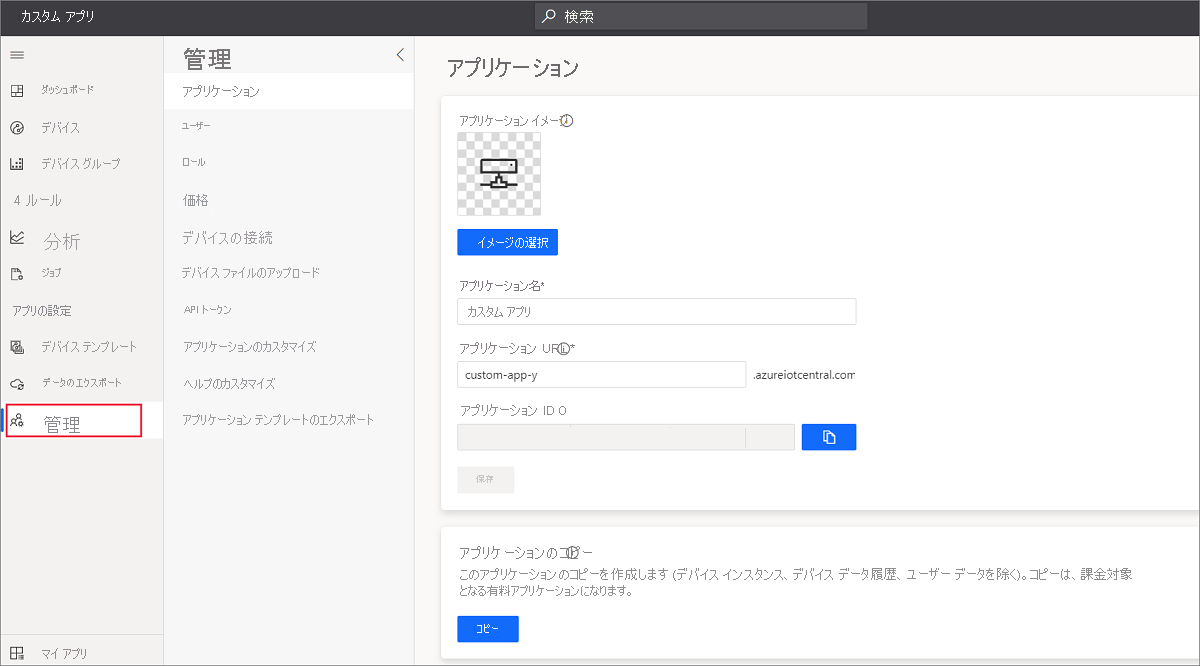 カスタム アプリ
検索
ダッシュボード
デバイス
デバイス グループ
4 ルール
分析
ジョブ
アプリの設定
デバイス テンプレート
データのエクスポート
管理
マイ アプリ
管理
アプリケーション
ユーザー
ロール
価格
デバイスの接続
デバイス ファイルのアップロード
API トークン
アプリケーションのカスタマイズ
ヘルプのカスタマイズ
アプリケーション テンプレートのエクスポート
アプリケーション
アプリケーション イメージ
イメージの選択
アプリケーション名*
カスタム アプリ
アプリケーション URL*
custom-app-y
.azureiotcentral.com
アプリケーション ID O
保存
アプリケーションのコピー
このアプリケーションのコピーを作成します (デバイス インスタンス、デバイス データ履歴、ユーザー データを除く)。コピーは、課金対象
となる有料アプリケーションになります。
コピー